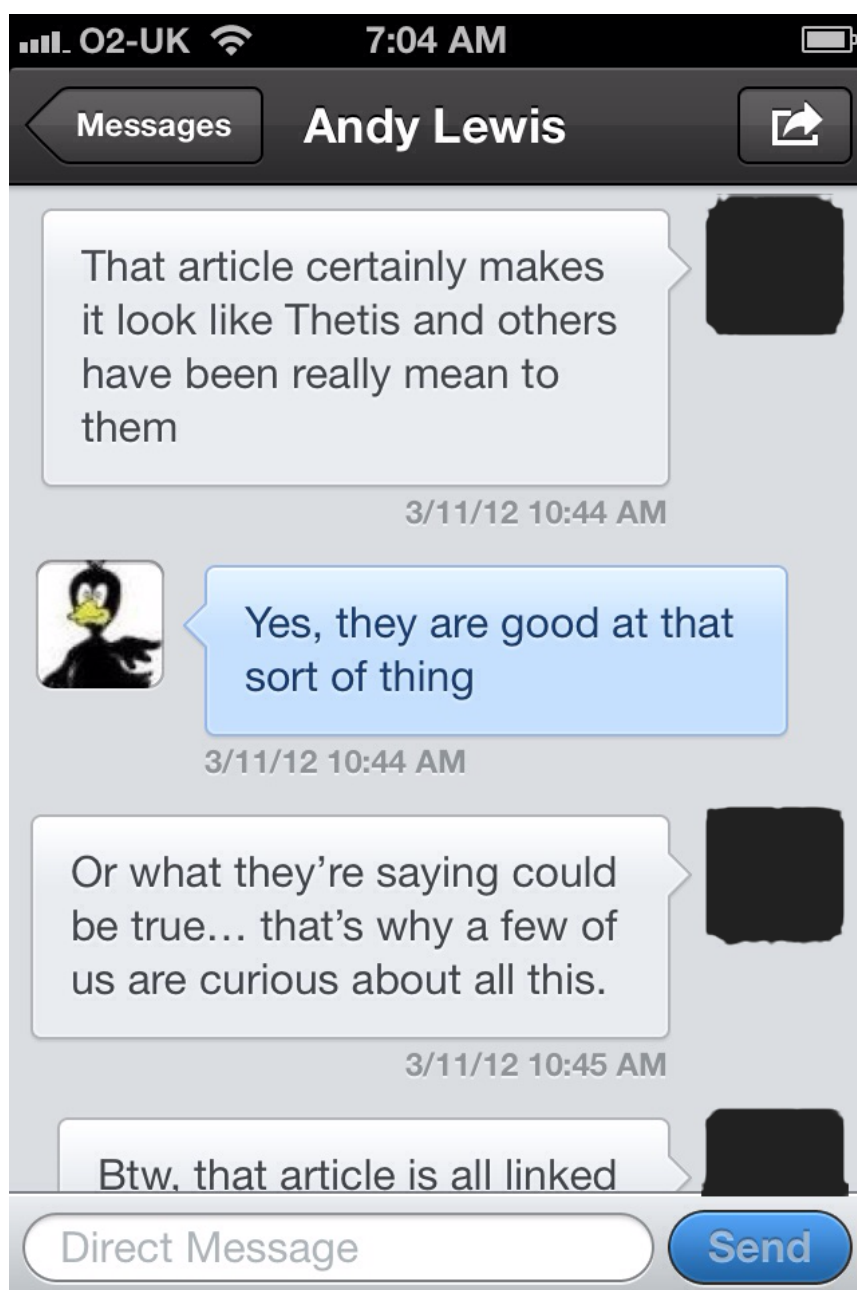 O2-UK 7:04 AM
Messages Andy Lewis
That article certainly makes
it look like Thetis and others
have been really mean to
them
3/11/12 10:44 AM
Yes, they are good at that
sort of thing
3/11/12 10:44 AM
Or what they’re saying could
be true… that’s why a few of
us are curious about all this.
3/11/12 10:45 AM
Btw, that article is all linked
Direct Message Send